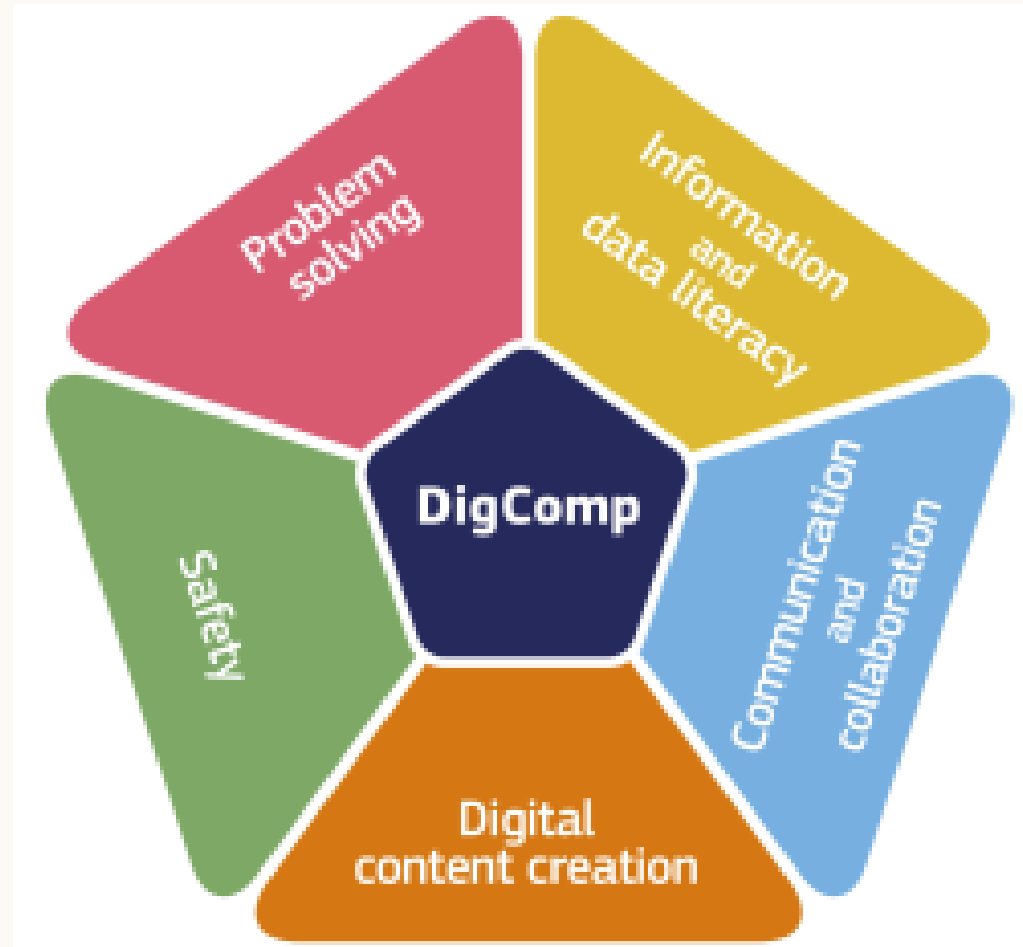 Problem
solving
Information
and
data literacy
DigComp
Safety
Communication
and
collaboration
Digital
content creation